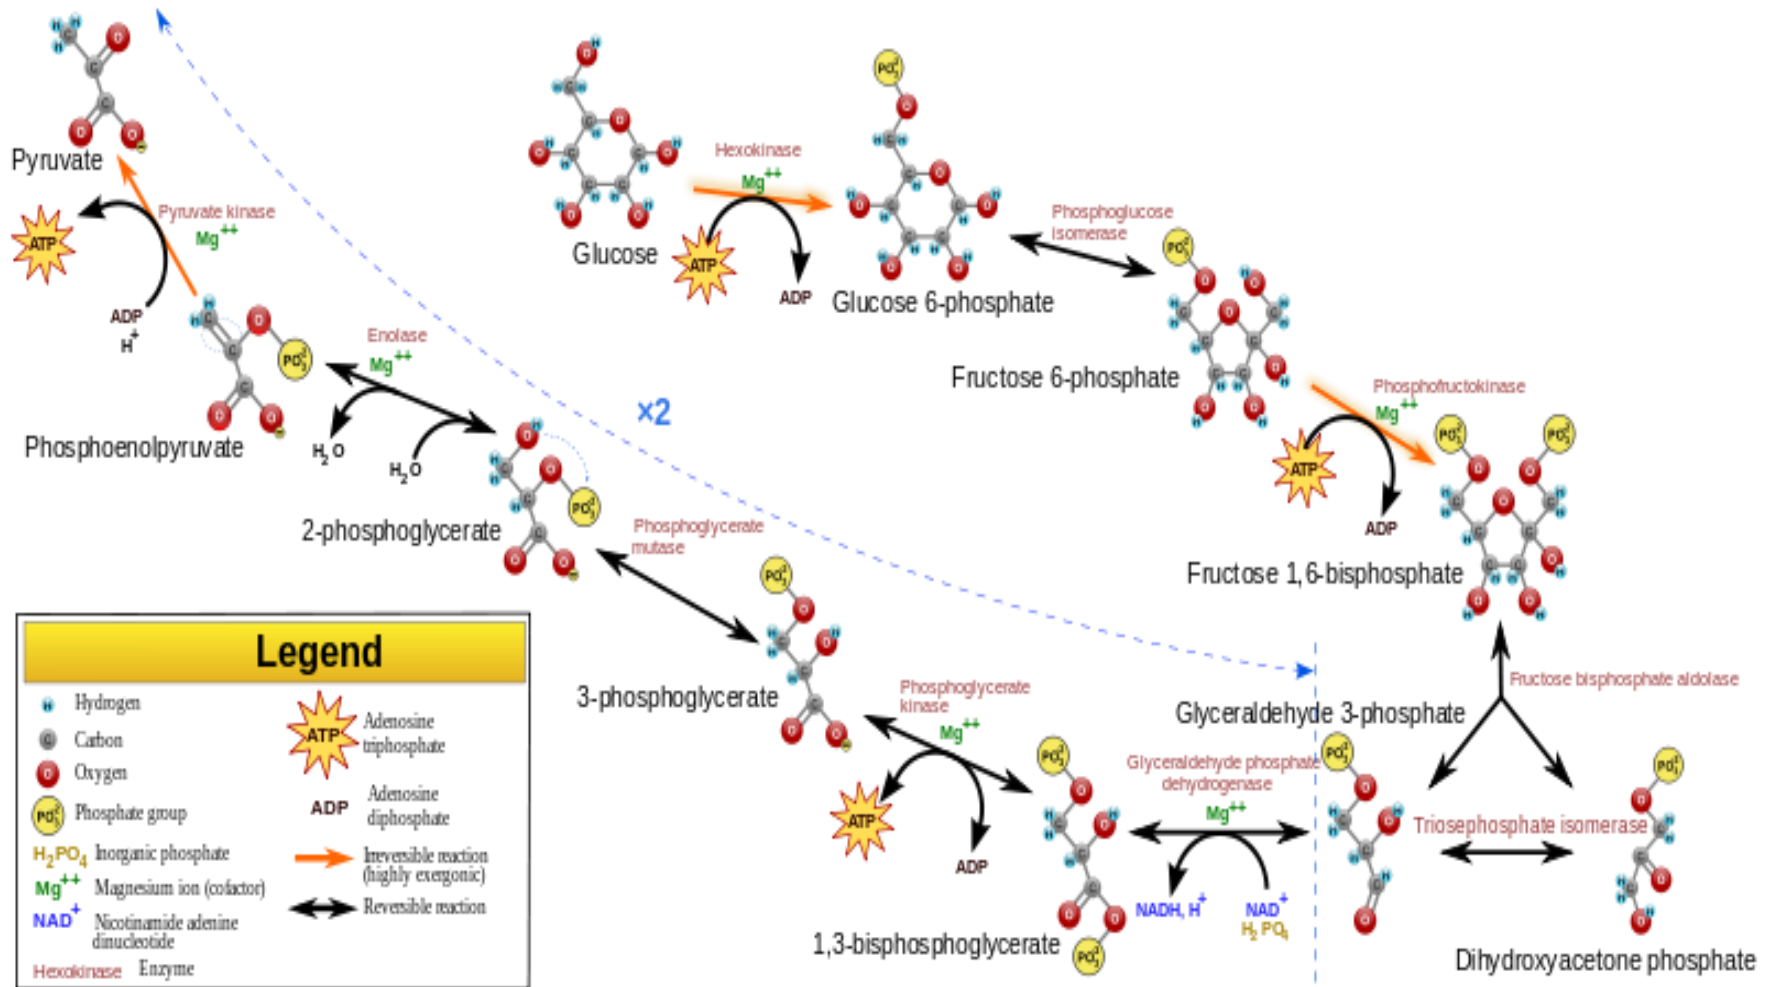 Pyruvate
ATP
Pyruvate kinase
Mg++
ADP
H+
Phosphoenolpyruvate
Enolase
Mg++
H2O
H2O
2-phosphoglycerate
×2
Glucose
Hexokinase
Mg++
ATP
ADP
Glucose 6-phosphate
Phosphoglucose
isomerase
Fructose 6-phosphate
Phosphofructokinase
Mg++
ATP
ADP
Fructose 1,6-bisphosphate
Fructose bisphosphate aldolase
Phosphoglycerate
mutase
3-phosphoglycerate
Phosphoglycerate
kinase
Mg++
ATP
ADP
1,3-bisphosphoglycerate
Glyceraldehyde 3-phosphate
Glyceraldehyde phosphate
dehydrogenase
Mg++
NADH, H+
NAD+
H2PO4
Triosephosphate isomerase
Dihydroxyacetone phosphate
Legend
H Hydrogen
C Carbon
O Oxygen
Phosphate group
H2PO4 Inorganic phosphate
Mg++ Magnesium ion (cofactor)
NAD+ Nicotinamide adenine
dinucleotide
Hexokinase Enzyme
ATP Adenosine
triphosphate
ADP Adenosine
diphosphate
Irreversible reaction
(highly exergonic)
Reversible reaction